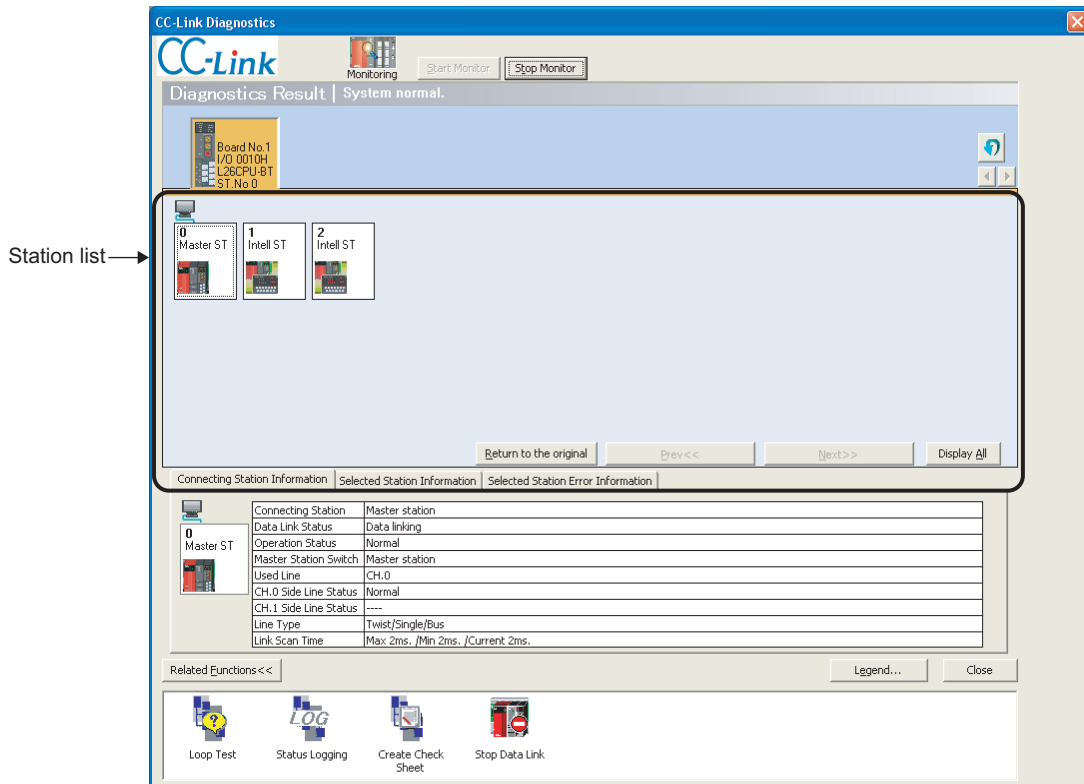 CC-Link Diagnostics
CC-Link
Monitoring
Start Monitor
Stop Monitor
Diagnostics Result | System normal.
Board No.1
I/O 0010H
L26CPU-BT
ST.No 0
Station list
0
Master ST
1
Intell ST
2
Intell ST
Return to the original
Prev<<
Next>>
Display All
Connecting Station Information
Selected Station Information
Selected Station Error Information
0
Master ST
Connecting Station Master station
Data Link Status Data linking
Operation Status Normal
Master Station Switch Master station
Used Line CH.0
CH.0 Side Line Status Normal
CH.1 Side Line Status ----
Line Type Twist/Single/Bus
Link Scan Time Max 2ms. /Min 2ms. /Current 2ms.
Related Functions<<
Legend...
Close
?
LOG
Loop Test
Status Logging
Create Check
Sheet
Stop Data Link